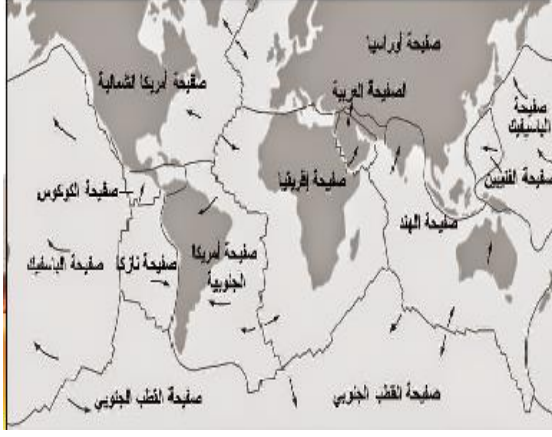 صفيحة أوراسيا
صفيحة أمريكا الشمالية
الصفيحة العربية
صفيحة
الباسيفيك
صفيحة الفلبين
صفيحة الكوكوس
صفيحة إفريقيا
صفيحة الهند
صفيحة أمريكا
الجنوبية
صفيحة نازكا
صفيحة الباسفيك
صفيحة القطب الجنوبي
صفيحة القطب الجنوبي